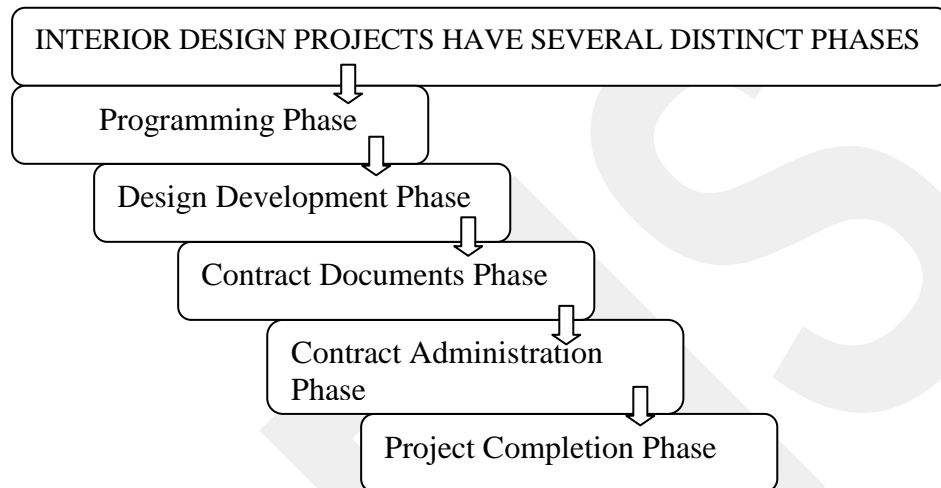 INTERIOR DESIGN PROJECTS HAVE SEVERAL DISTINCT PHASES
Programming Phase
Design Development Phase
Contract Documents Phase
Contract Administration
Phase
Project Completion Phase